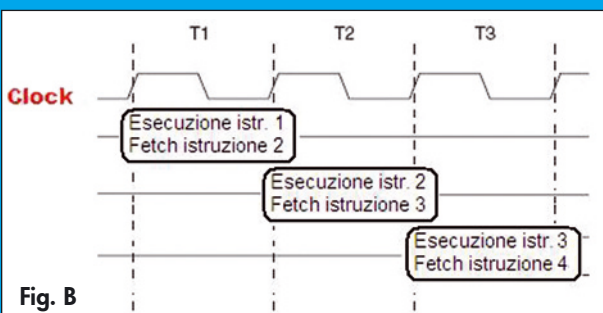 T1 T2 T3
Clock
Esecuzione istr. 1
Fetch istruzione 2
Esecuzione istr. 2
Fetch istruzione 3
Esecuzione istr. 3
Fetch istruzione 4
Fig. B